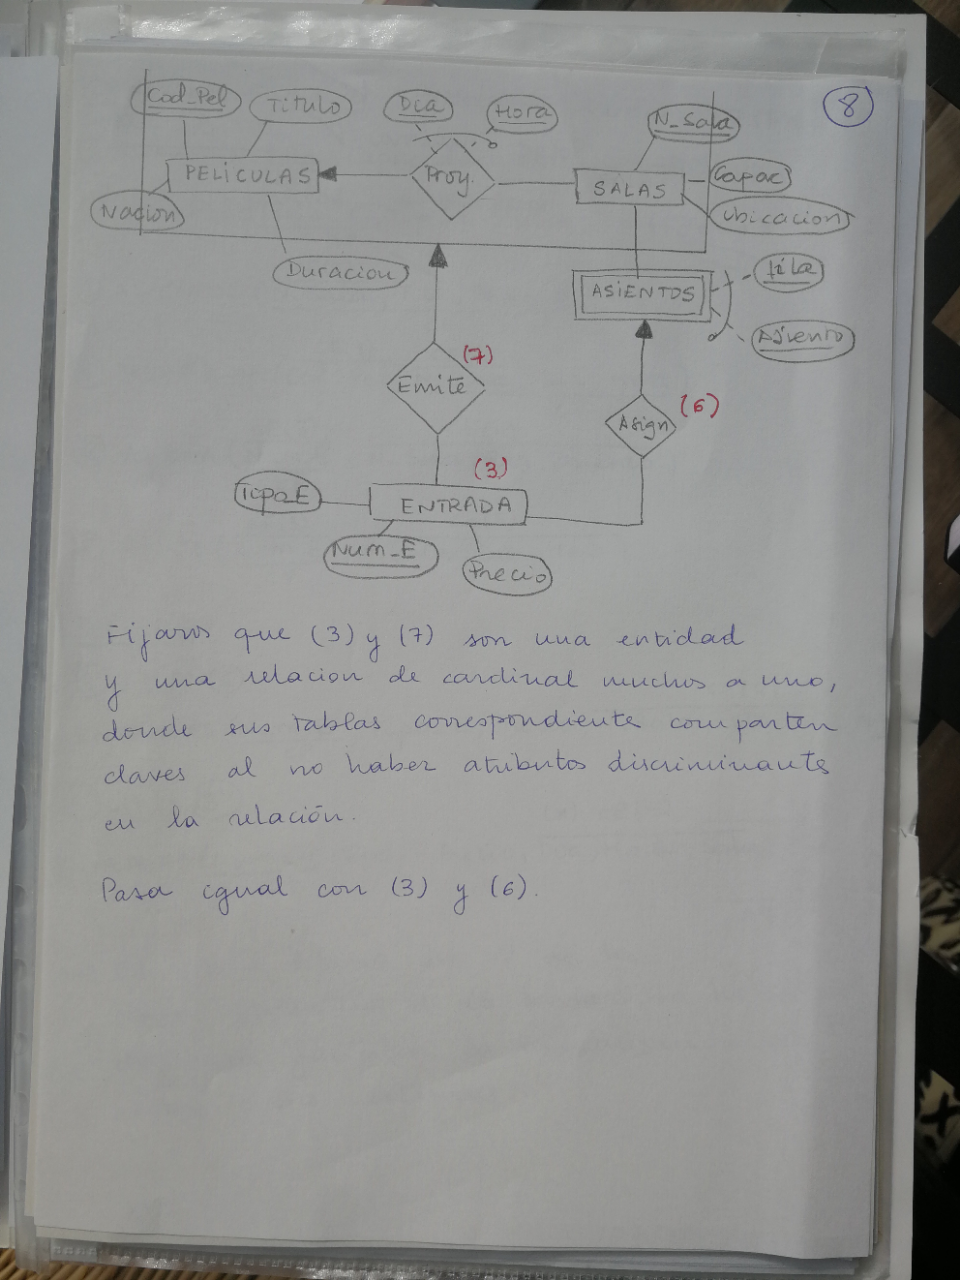 8
Cod_Pel
Titulo
Dia
Hora
N_Sala
PELICULAS
Proy.
SALAS
Capac
Nacion
Ubicacion
Duracion
ASIENTOS
fila
Asiento
Emite
(7)
Asign
(6)
(3)
TipoE
ENTRADA
Num_E
Precio
Fijaros que (3) y (7) son una entidad
y una relacion de cardinal muchos a uno,
donde sus tablas correspondiente comparten
claves al no haber atributos discriminants
en la relación.
Pasa igual con (3) y (6).